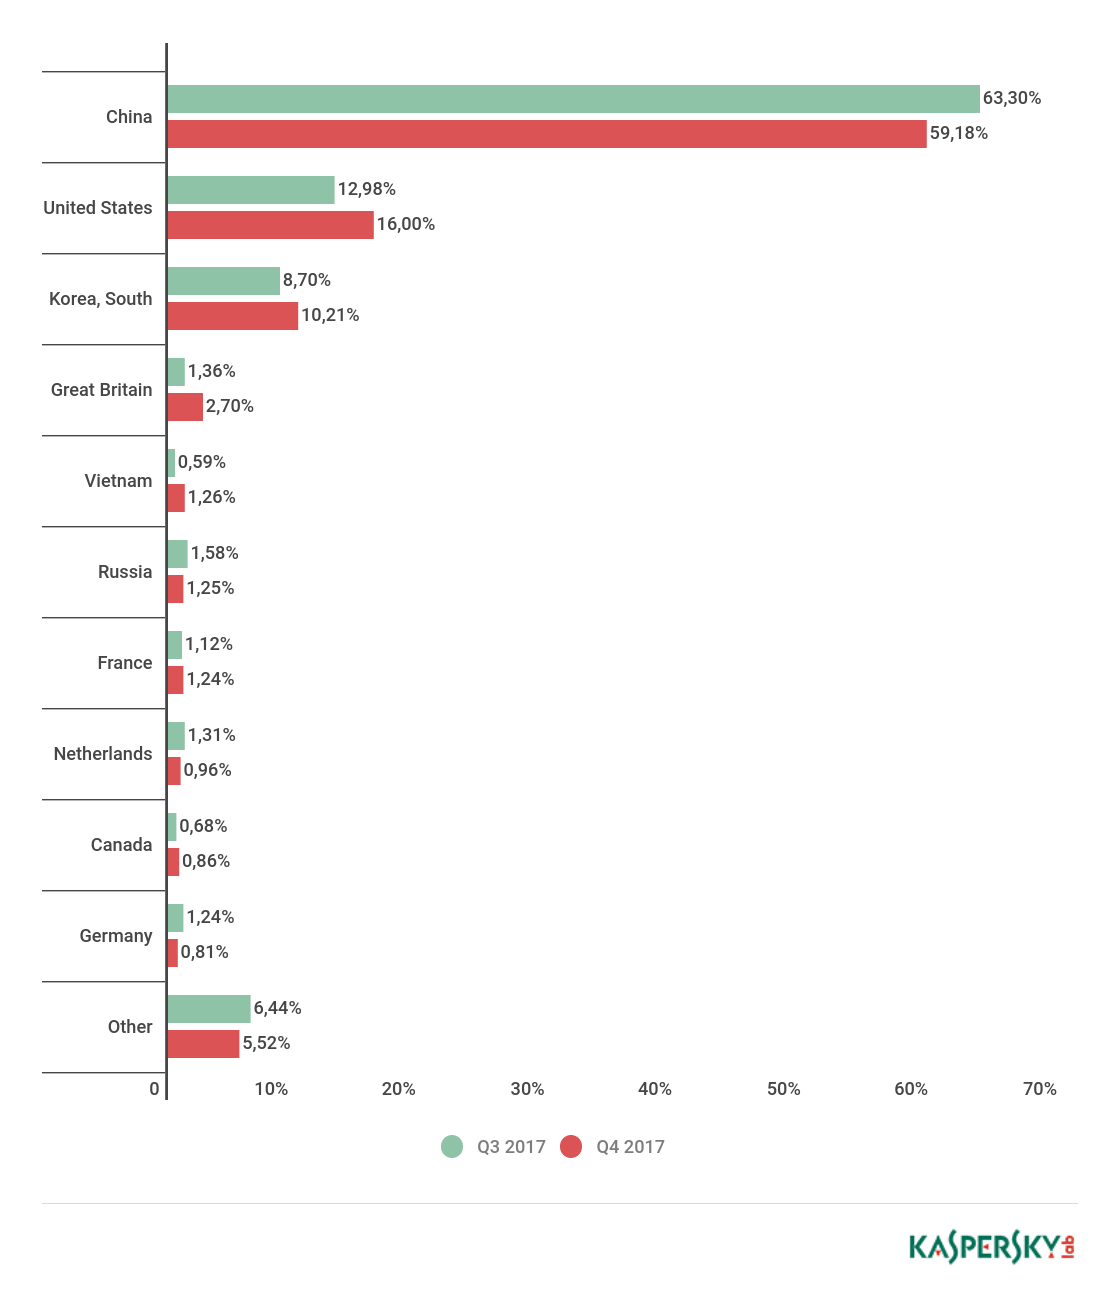 China
63,30%
59,18%
United States
12,98%
16,00%
Korea, South
8,70%
10,21%
Great Britain
1,36%
2,70%
Vietnam
0,59%
1,26%
Russia
1,58%
1,25%
France
1,12%
1,24%
Netherlands
1,31%
0,96%
Canada
0,68%
0,86%
Germany
1,24%
0,81%
Other
6,44%
5,52%
0 10% 20% 30% 40% 50% 60% 70%
Q3 2017 Q4 2017
KASPERSKY lab